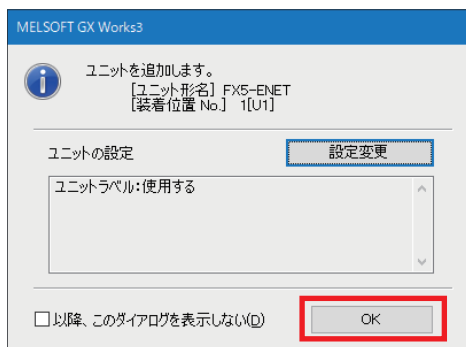 MELSOFT GX Works3
ユニットを追加します。
[ユニット形名] FX5-ENET
[装着位置 No.] 1[U1]
ユニットの設定
設定変更
ユニットラベル:使用する
以降、このダイアログを表示しない(D)
OK